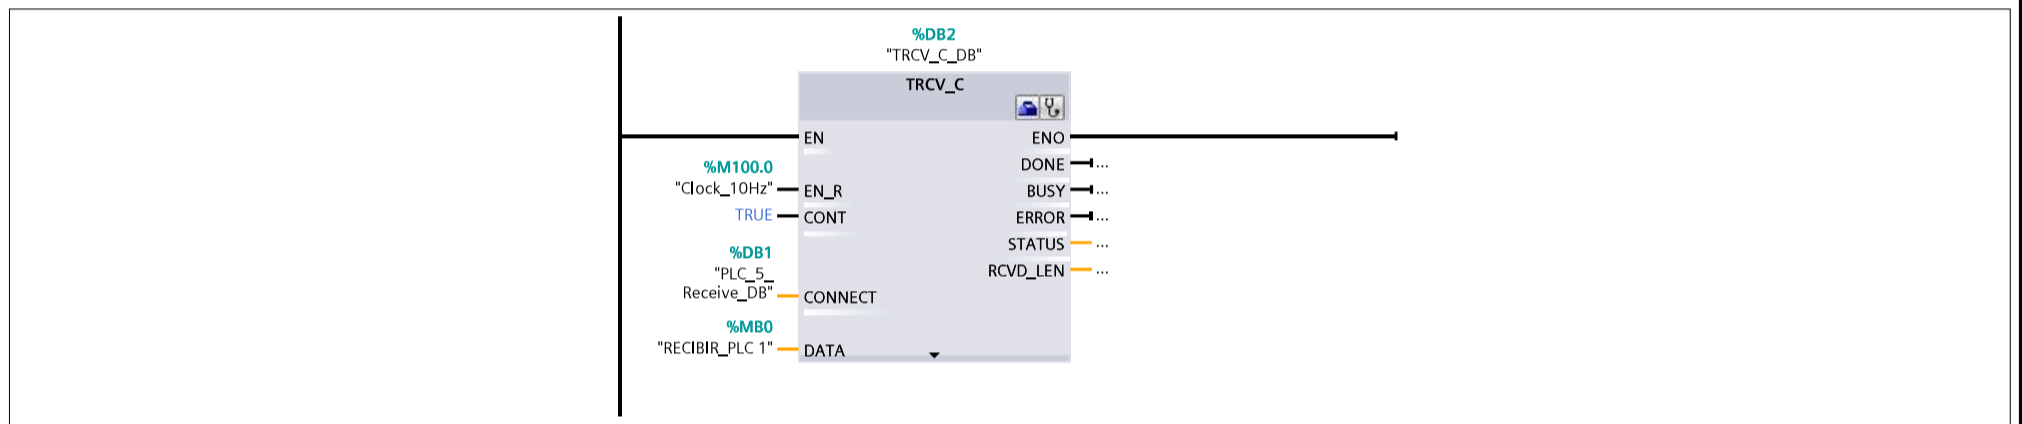 %DB2
"TRCV_C_DB"
TRCV_C
EN
ENO
DONE
...
%M100.0
"Clock_10Hz"
EN_R
BUSY
...
TRUE
CONT
ERROR
...
STATUS
...
%DB1
"PLC_5_
Receive_DB"
CONNECT
RCVD_LEN
...
%MB0
"RECIBIR_PLC 1"
DATA